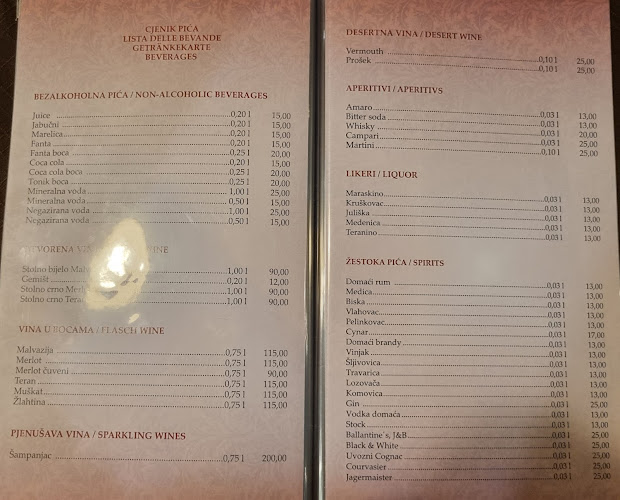 CJENIK PIĆA
LISTA DELLE BEVANDE
GETRÄNKEKARTE
BEVERAGES
BEZALKOHOLNA PIĆA / NON-ALCOHOLIC BEVERAGES
Juice 0,20 l 15,00
Jabučni 0,20 l 15,00
Marelica 0,20 l 15,00
Fanta 0,20 l 15,00
Fanta boca 0,25 l 20,00
Coca cola 0,20 l 15,00
Coca cola boca 0,25 l 20,00
Tonik boca 0,25 l 20,00
Mineralna voda 1,00 l 25,00
Mineralna voda 0,50 l 15,00
Negazirana voda 1,00 l 25,00
Negazirana voda 0,50 l 15,00
Stolno bijelo 1,00 l 90,00
Gemišt 0,20 l 12,00
Stolno crno 1,00 l 90,00
Stolno crno 1,00 l 90,00
VINA U BOCAMA / FLASCH WINE
Malvazija 0,75 l 115,00
Merlot 0,75 l 115,00
Merlot čuveni 0,75 l 90,00
Teran 0,75 l 115,00
Muškat 0,75 l 115,00
Žlahtina 0,75 l 115,00
PJENUŠAVA VINA / SPARKLING WINES
Šampanjac 0,75 l 200,00
DESERTNA VINA / DESERT WINE
Vermouth 0,10 l 25,00
Prošek 0,10 l 25,00
APERITIVI / APERITIVS
Amaro 0,03 l 13,00
Bitter soda 0,03 l 13,00
Whisky 0,03 l 20,00
Campari 0,03 l 25,00
Martini 0,10 l
LIKERI / LIQUOR
Maraskino 0,03 l 13,00
Kruškovac 0,03 l 13,00
Juliška 0,03 l 13,00
Medenica 0,03 l 13,00
Teranino 0,03 l 13,00
ŽESTOKA PIĆA / SPIRITS
Domaći rum 0,03 l 13,00
Medica 0,03 l 13,00
Biska 0,03 l 13,00
Vlahovac 0,03 l 13,00
Pelinkovac 0,03 l 13,00
Cynar 0,03 l 17,00
Domaći brandy 0,03 l 13,00
Vinjak 0,03 l 13,00
Šljivovica 0,03 l 13,00
Travarica 0,03 l 13,00
Lozovača 0,03 l 13,00
Komovica 0,03 l 13,00
Gin 0,03 l 25,00
Vodka domaća 0,03 l 13,00
Stock 0,03 l 13,00
Ballantine´s, J&B 0,03 l 25,00
Black & White 0,03 l 25,00
Uvozni Cognac 0,03 l 25,00
Courvasier 0,03 l 25,00
Jagermaister 0,03 l 25,00